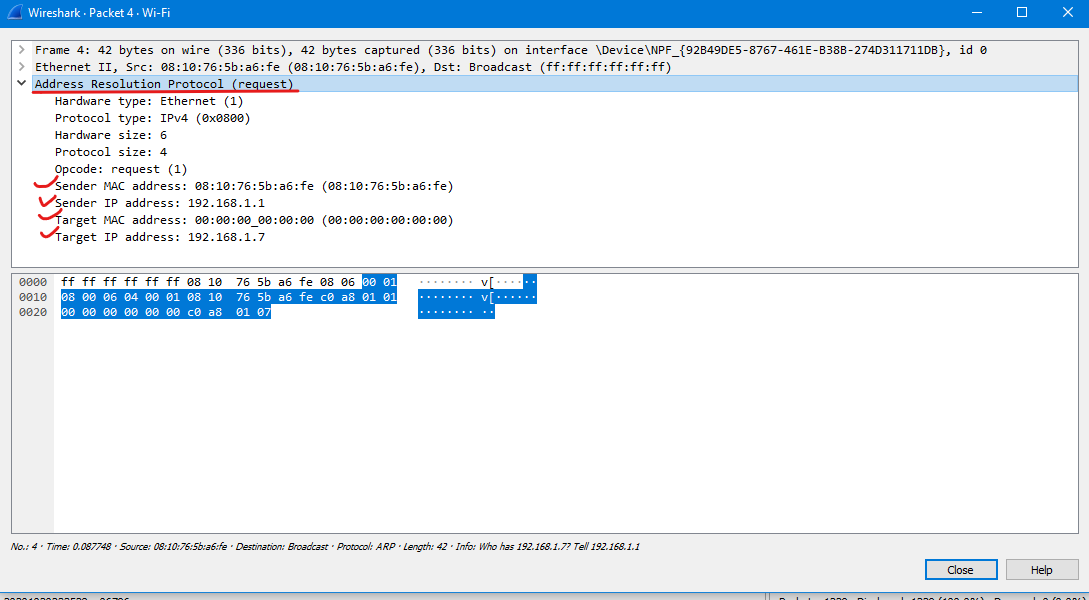 Wireshark · Packet 4 · Wi-Fi
Frame 4: 42 bytes on wire (336 bits), 42 bytes captured (336 bits) on interface \Device\NPF_{92B49DE5-8767-461E-B38B-274D311711DB}, id 0
Ethernet II, Src: 08:10:76:5b:a6:fe (08:10:76:5b:a6:fe), Dst: Broadcast (ff:ff:ff:ff:ff:ff)
Address Resolution Protocol (request)
Hardware type: Ethernet (1)
Protocol type: IPv4 (0x0800)
Hardware size: 6
Protocol size: 4
Opcode: request (1)
Sender MAC address: 08:10:76:5b:a6:fe (08:10:76:5b:a6:fe)
Sender IP address: 192.168.1.1
Target MAC address: 00:00:00_00:00:00 (00:00:00:00:00:00)
Target IP address: 192.168.1.7
0000 ff ff ff ff ff ff 08 10 76 5b a6 fe 08 06 00 01 ········ v[······
0010 08 00 06 04 00 01 08 10 76 5b a6 fe c0 a8 01 01 ········ v[······
0020 00 00 00 00 00 00 c0 a8 01 07 ········ ··
No.: 4 · Time: 0.087748 · Source: 08:10:76:5b:a6:fe · Destination: Broadcast · Protocol: ARP · Length: 42 · Info: Who has 192.168.1.7? Tell 192.168.1.1
Close Help